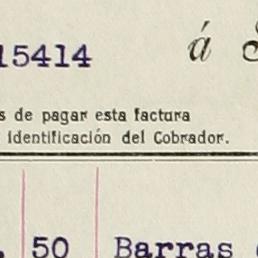 15414 á
s de pagar esta factura
identificación del Cobrador.
50 Barras